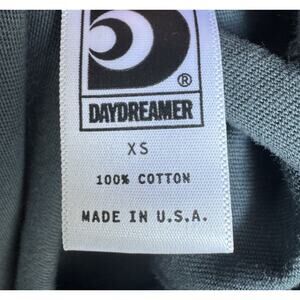 ®
DAYDREAMER
XS
100% COTTON
MADE IN U.S.A.